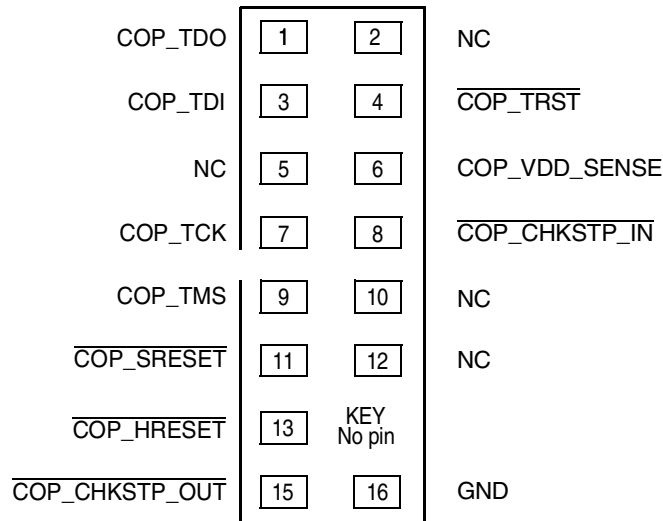 COP_TDO 1 2 NC
COP_TDI 3 4 COP_TRST
NC 5 6 COP_VDD_SENSE
COP_TCK 7 8 COP_CHKSTP_IN
COP_TMS 9 10 NC
COP_SRESET 11 12 NC
COP_HRESET 13 KEY
No pin
COP_CHKSTP_OUT 15 16 GND